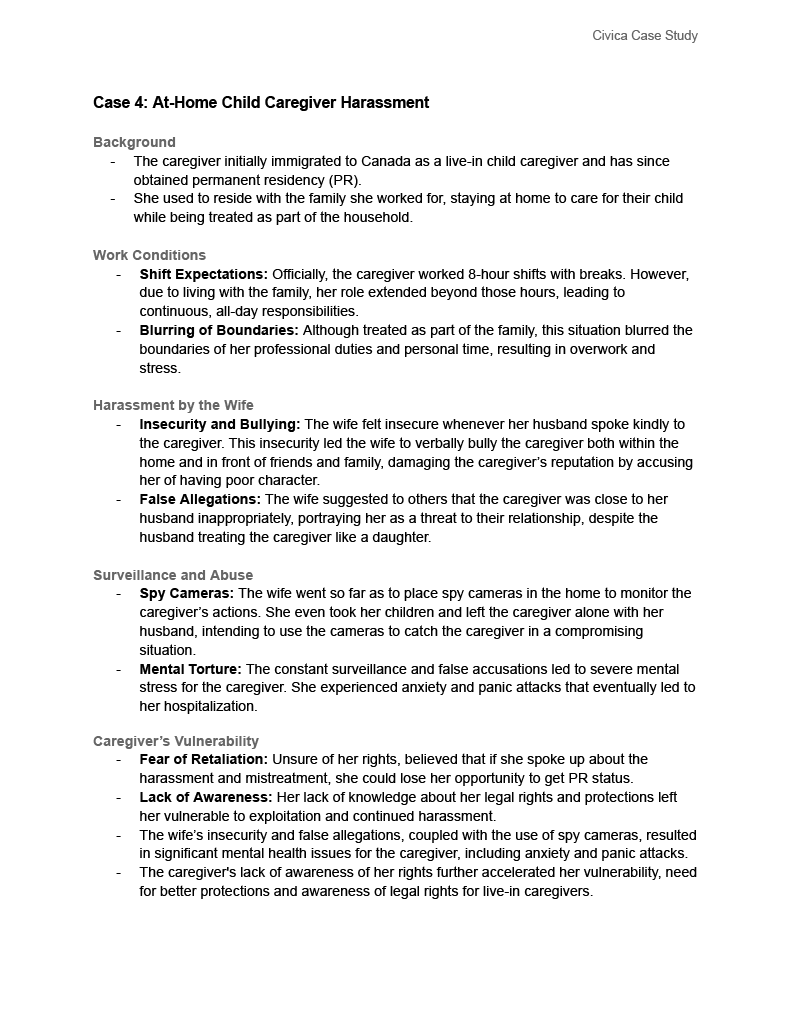 Civica Case Study
Case 4: At-Home Child Caregiver Harassment
Background
- The caregiver initially immigrated to Canada as a live-in child caregiver and has since
obtained permanent residency (PR).
- She used to reside with the family she worked for, staying at home to care for their child
while being treated as part of the household.
Work Conditions
- Shift Expectations: Officially, the caregiver worked 8-hour shifts with breaks. However,
due to living with the family, her role extended beyond those hours, leading to
continuous, all-day responsibilities.
- Blurring of Boundaries: Although treated as part of the family, this situation blurred the
boundaries of her professional duties and personal time, resulting in overwork and
stress.
Harassment by the Wife
- Insecurity and Bullying: The wife felt insecure whenever her husband spoke kindly to
the caregiver. This insecurity led the wife to verbally bully the caregiver both within the
home and in front of friends and family, damaging the caregiver’s reputation by accusing
her of having poor character.
- False Allegations: The wife suggested to others that the caregiver was close to her
husband inappropriately, portraying her as a threat to their relationship, despite the
husband treating the caregiver like a daughter.
Surveillance and Abuse
- Spy Cameras: The wife went so far as to place spy cameras in the home to monitor the
caregiver’s actions. She even took her children and left the caregiver alone with her
husband, intending to use the cameras to catch the caregiver in a compromising
situation.
- Mental Torture: The constant surveillance and false accusations led to severe mental
stress for the caregiver. She experienced anxiety and panic attacks that eventually led to
her hospitalization.
Caregiver’s Vulnerability
- Fear of Retaliation: Unsure of her rights, believed that if she spoke up about the
harassment and mistreatment, she could lose her opportunity to get PR status.
- Lack of Awareness: Her lack of knowledge about her legal rights and protections left
her vulnerable to exploitation and continued harassment.
- The wife’s insecurity and false allegations, coupled with the use of spy cameras, resulted
in significant mental health issues for the caregiver, including anxiety and panic attacks.
- The caregiver's lack of awareness of her rights further accelerated her vulnerability, need
for better protections and awareness of legal rights for live-in caregivers.